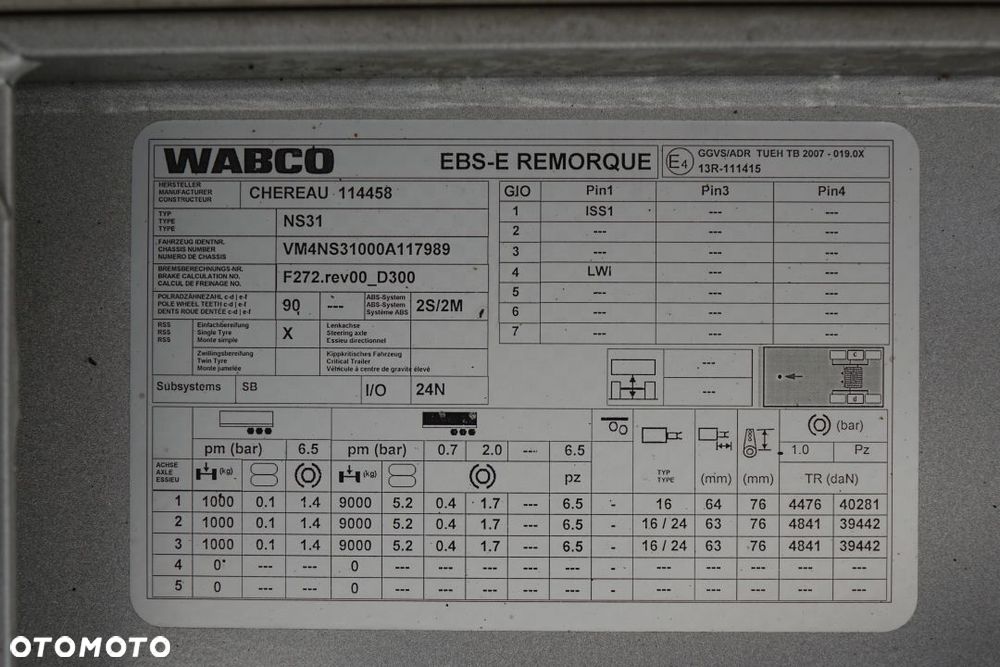 WABCO EBS-E REMORQUE E4 GGVS/ADR TUEH TB 2007 - 019.0X
13R-111415
HERSTELLER
MANUFACTURER
CONSTRUCTEUR
CHEREAU 114458
TYP
TYPE
TYPE
NS31
FAHRZEUG IDENTNR.
CHASSIS NUMBER
NUMERO DE CHASSIS
VM4NS31000A117989
BREMSBERECHNUNGS-NR.
BRAKE CALCULATION NO.
CALCUL DE FREINAGE NO.
F272.rev00_D300
POLRADZÄHNEZAHL c-d | e-f
POLE WHEEL TEETH c-d | e-f
DENTS ROUE DENTÉE c-d | e-f
90 ---
ABS-System
ABS-System
Système ABS
2S/2M
RSS
RSS
RSS
Einfachbereifung
Single Tyre
Monte simple
X
Lenkachse
Steering axle
Essieu directionnel
Zwillingsbereifung
Twin Tyre
Monte jumelée
Kippkritisches Fahrzeug
Critical Trailer
Véhicule à centre de gravité élevé
Subsystems SB I/O 24N
GIO Pin1 Pin3 Pin4
1 ISS1 --- ---
2 --- --- ---
3 --- --- ---
4 LWI --- ---
5 --- --- ---
6 --- --- ---
7 --- --- ---
---
---
c
d
(bar)
pm (bar) 6.5 pm (bar) 0.7 2.0 --- 6.5 1.0 Pz
ACHSE
AXLE
ESSIEU
(kg) (kg) pz
TYP
TYPE
(mm) (mm) TR (daN)
1 1000 0.1 1.4 9000 5.2 0.4 1.7 --- 6.5 - 16 64 76 4476 40281
2 1000 0.1 1.4 9000 5.2 0.4 1.7 --- 6.5 - 16 / 24 63 76 4841 39442
3 1000 0.1 1.4 9000 5.2 0.4 1.7 --- 6.5 - 16 / 24 63 76 4841 39442
4 0 --- --- 0 --- --- --- --- --- --- --- --- --- --- ---
5 0 --- --- 0 --- --- --- --- --- --- --- --- --- --- ---
OTOMOTO